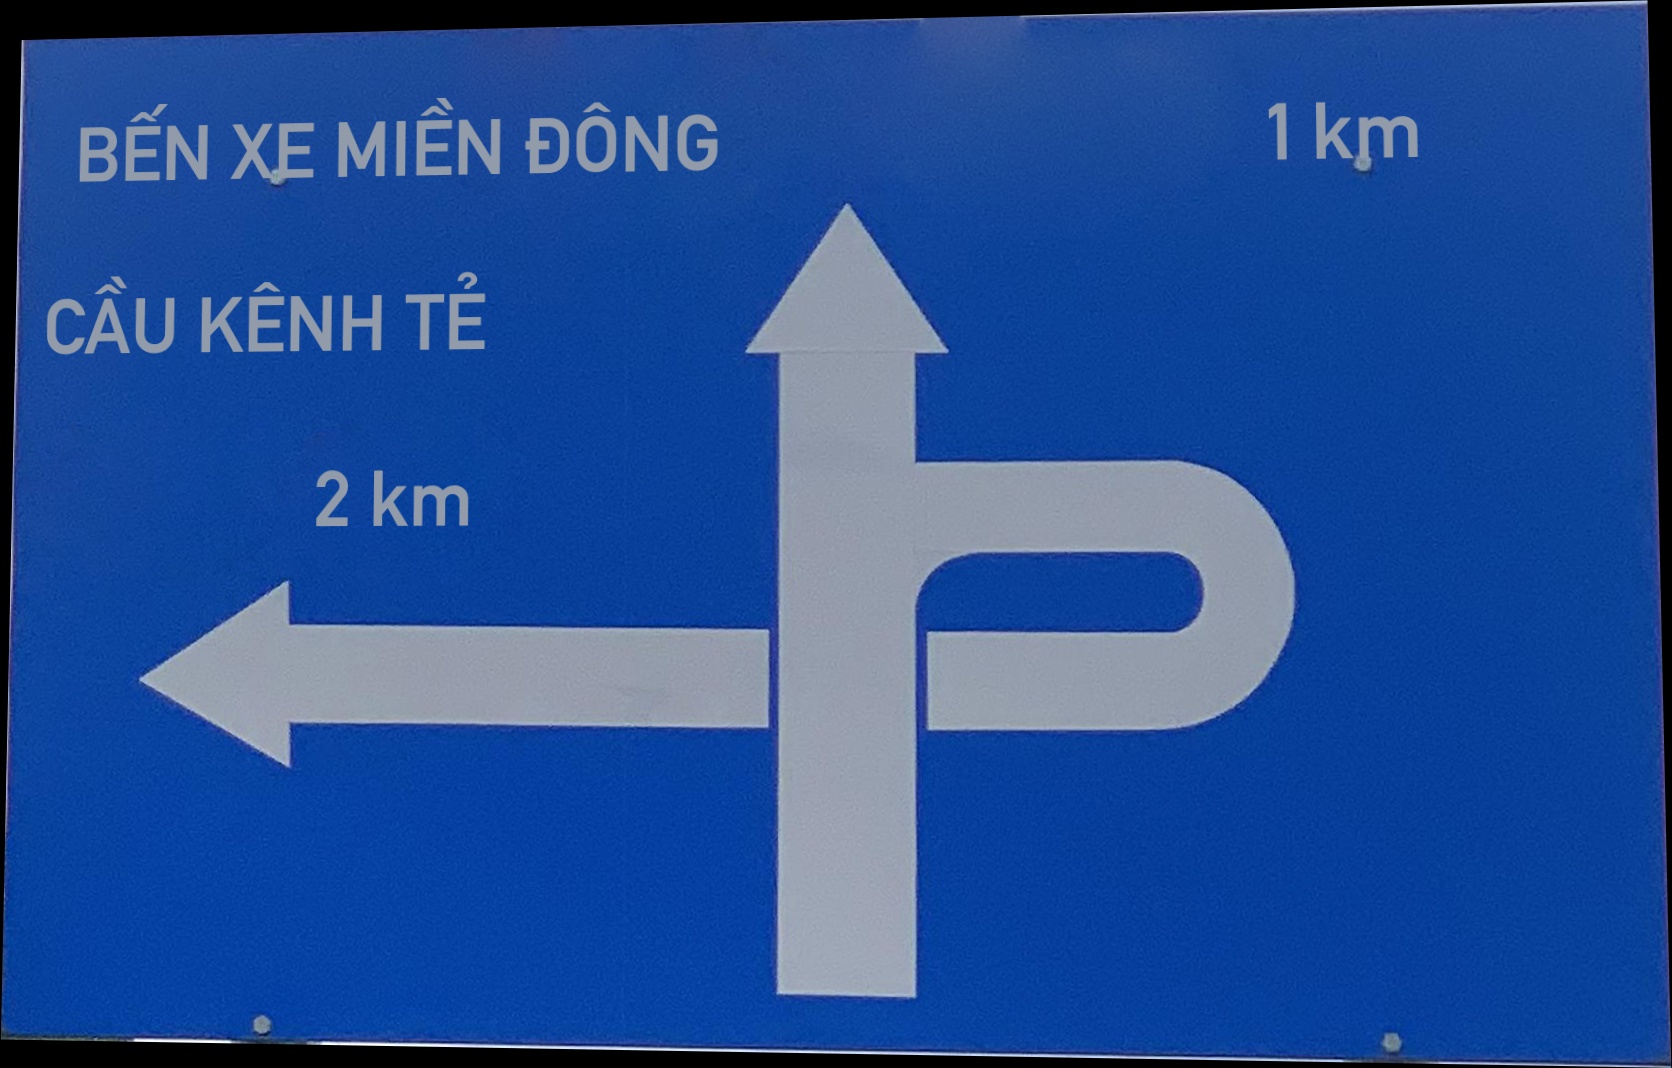 BẾN XE MIỀN ĐÔNG 1 km
CẦU KÊNH TẺ
2 km